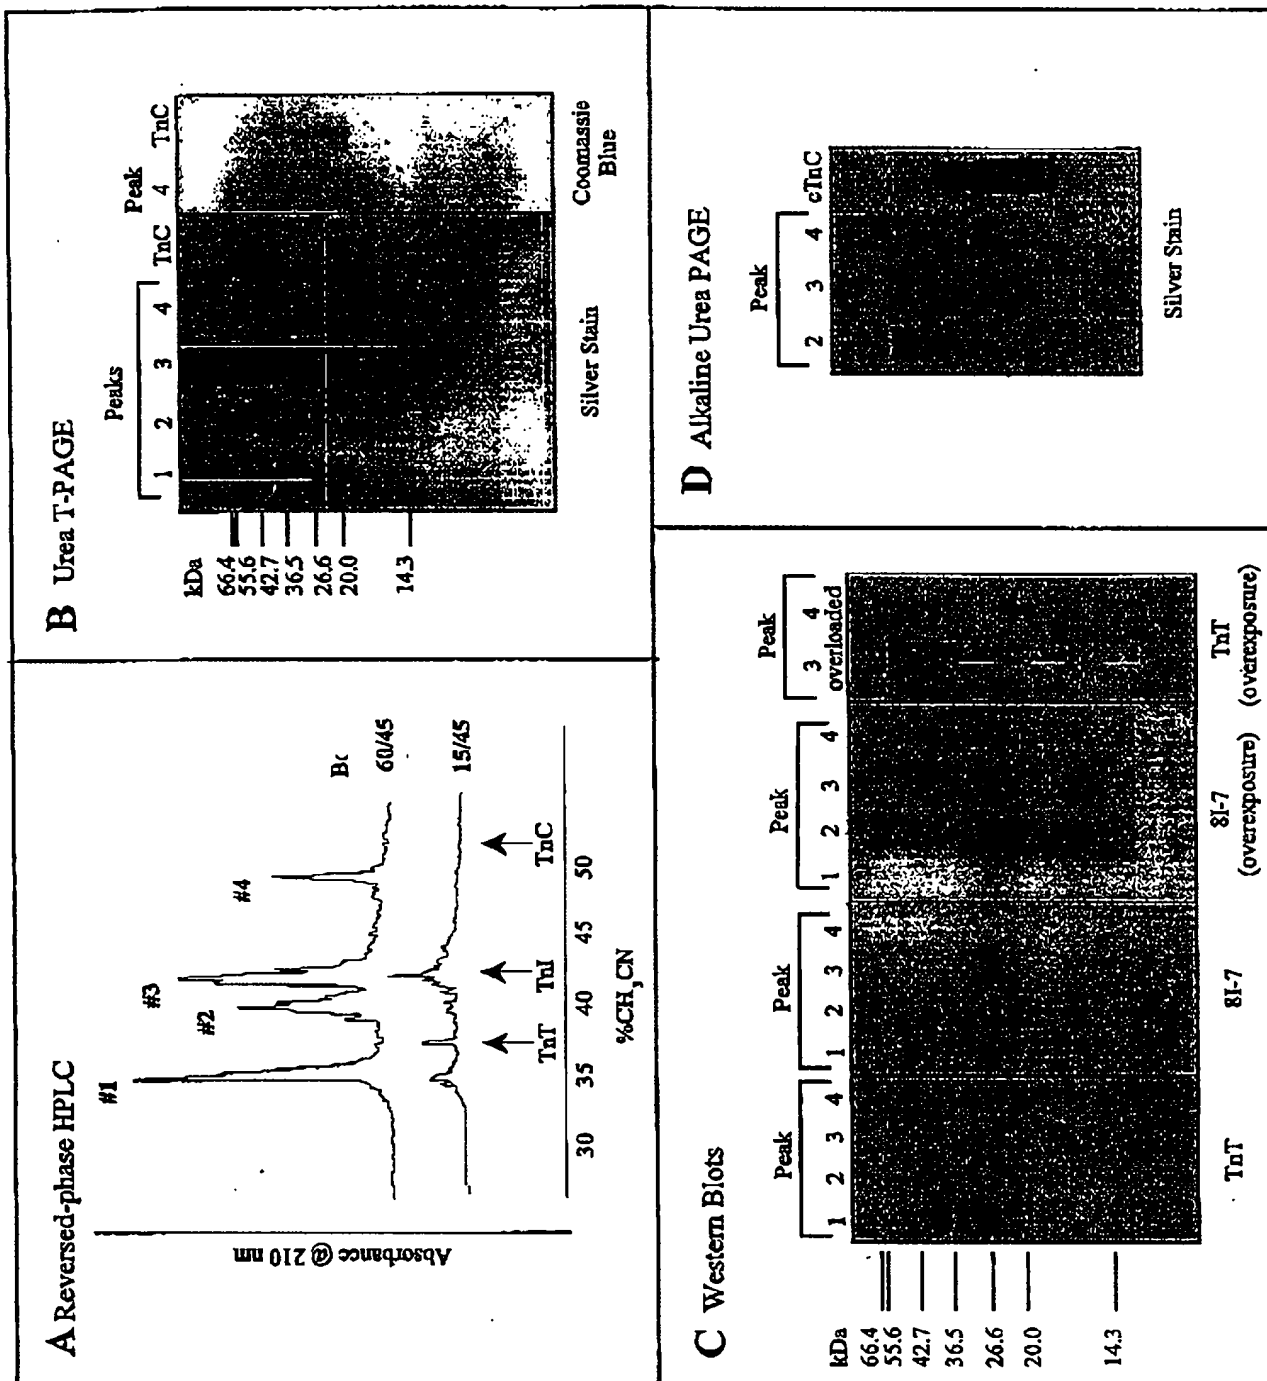 A Reversed-phase HPLC
Absorbance @ 210 nm
#1
#2
#3
#4
60/45
15/45
TnT
TnI
TnC
30 35 40 45 50
%CH3CN
B Urea T-PAGE
Peaks
Peak
1 2 3 4 TnC 4 TnC
kDa
66.4
55.6
42.7
36.5
26.6
20.0
14.3
Silver Stain
Coomassie
Blue
C Western Blots
Peak
Peak
Peak
Peak
1 2 3 4
1 2 3 4
1 2 3 4
3 4
overloaded
kDa
66.4
55.6
42.7
36.5
26.6
20.0
14.3
TnT
8I-7
8I-7
(overexposure)
TnT
(overexposure)
D Alkaline Urea PAGE
Peak
2 3 4 cTnC
Silver Stain